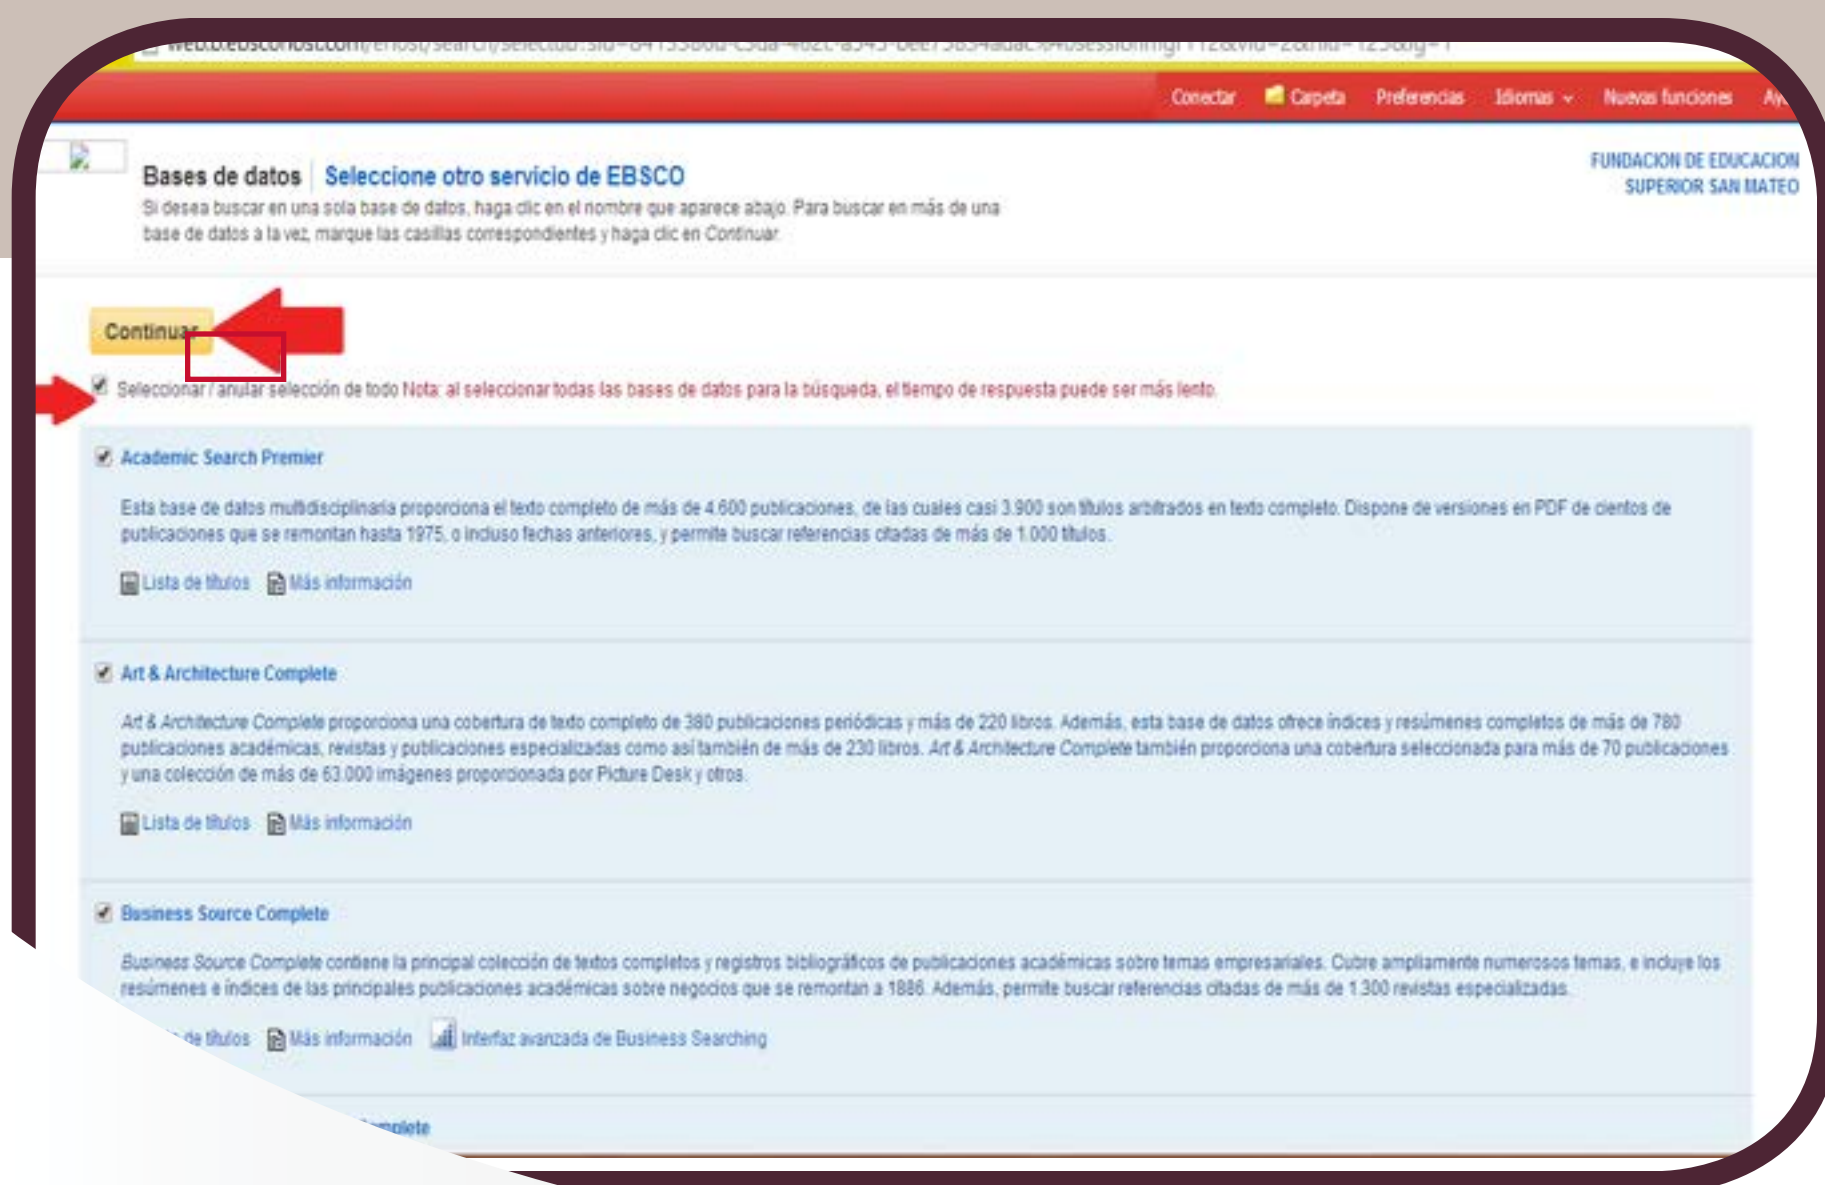 Conectar Carpeta Preferencias Idiomas Nuevas funciones
Bases de datos Seleccione otro servicio de EBSCO
FUNDACION DE EDUCACION
SUPERIOR SAN MATEO
Si desea buscar en una sola base de datos, haga clic en el nombre que aparece abajo. Para buscar en más de una
base de datos a la vez, marque las casillas correspondientes y haga clic en Continuar.
Continuar
Seleccionar / anular selección de todo Nota: al seleccionar todas las bases de datos para la búsqueda, el tiempo de respuesta puede ser más lento.
Academic Search Premier
Esta base de datos multidisciplinaria proporciona el texto completo de más de 4.600 publicaciones, de las cuales casi 3.900 son títulos arbitrados en texto completo. Dispone de versiones en PDF de cientos de
publicaciones que se remontan hasta 1975, o incluso fechas anteriores, y permite buscar referencias citadas de más de 1.000 títulos.
Lista de títulos Más información
Art & Architecture Complete
Art & Architecture Complete proporciona una cobertura de texto completo de 380 publicaciones periódicas y más de 220 libros. Además, esta base de datos ofrece índices y resúmenes completos de más de 780
publicaciones académicas, revistas y publicaciones especializadas como así también de más de 230 libros. Art & Architecture Complete también proporciona una cobertura seleccionada para más de 70 publicaciones
y una colección de más de 63.000 imágenes proporcionada por Picture Desk y otros.
Lista de títulos Más información
Business Source Complete
Business Source Complete contiene la principal colección de textos completos y registros bibliográficos de publicaciones académicas sobre temas empresariales. Cubre ampliamente numerosos temas, e incluye los
resúmenes e índices de las principales publicaciones académicas sobre negocios que se remontan a 1886. Además, permite buscar referencias citadas de más de 1.300 revistas especializadas.
de títulos Más información Interfaz avanzada de Business Searching